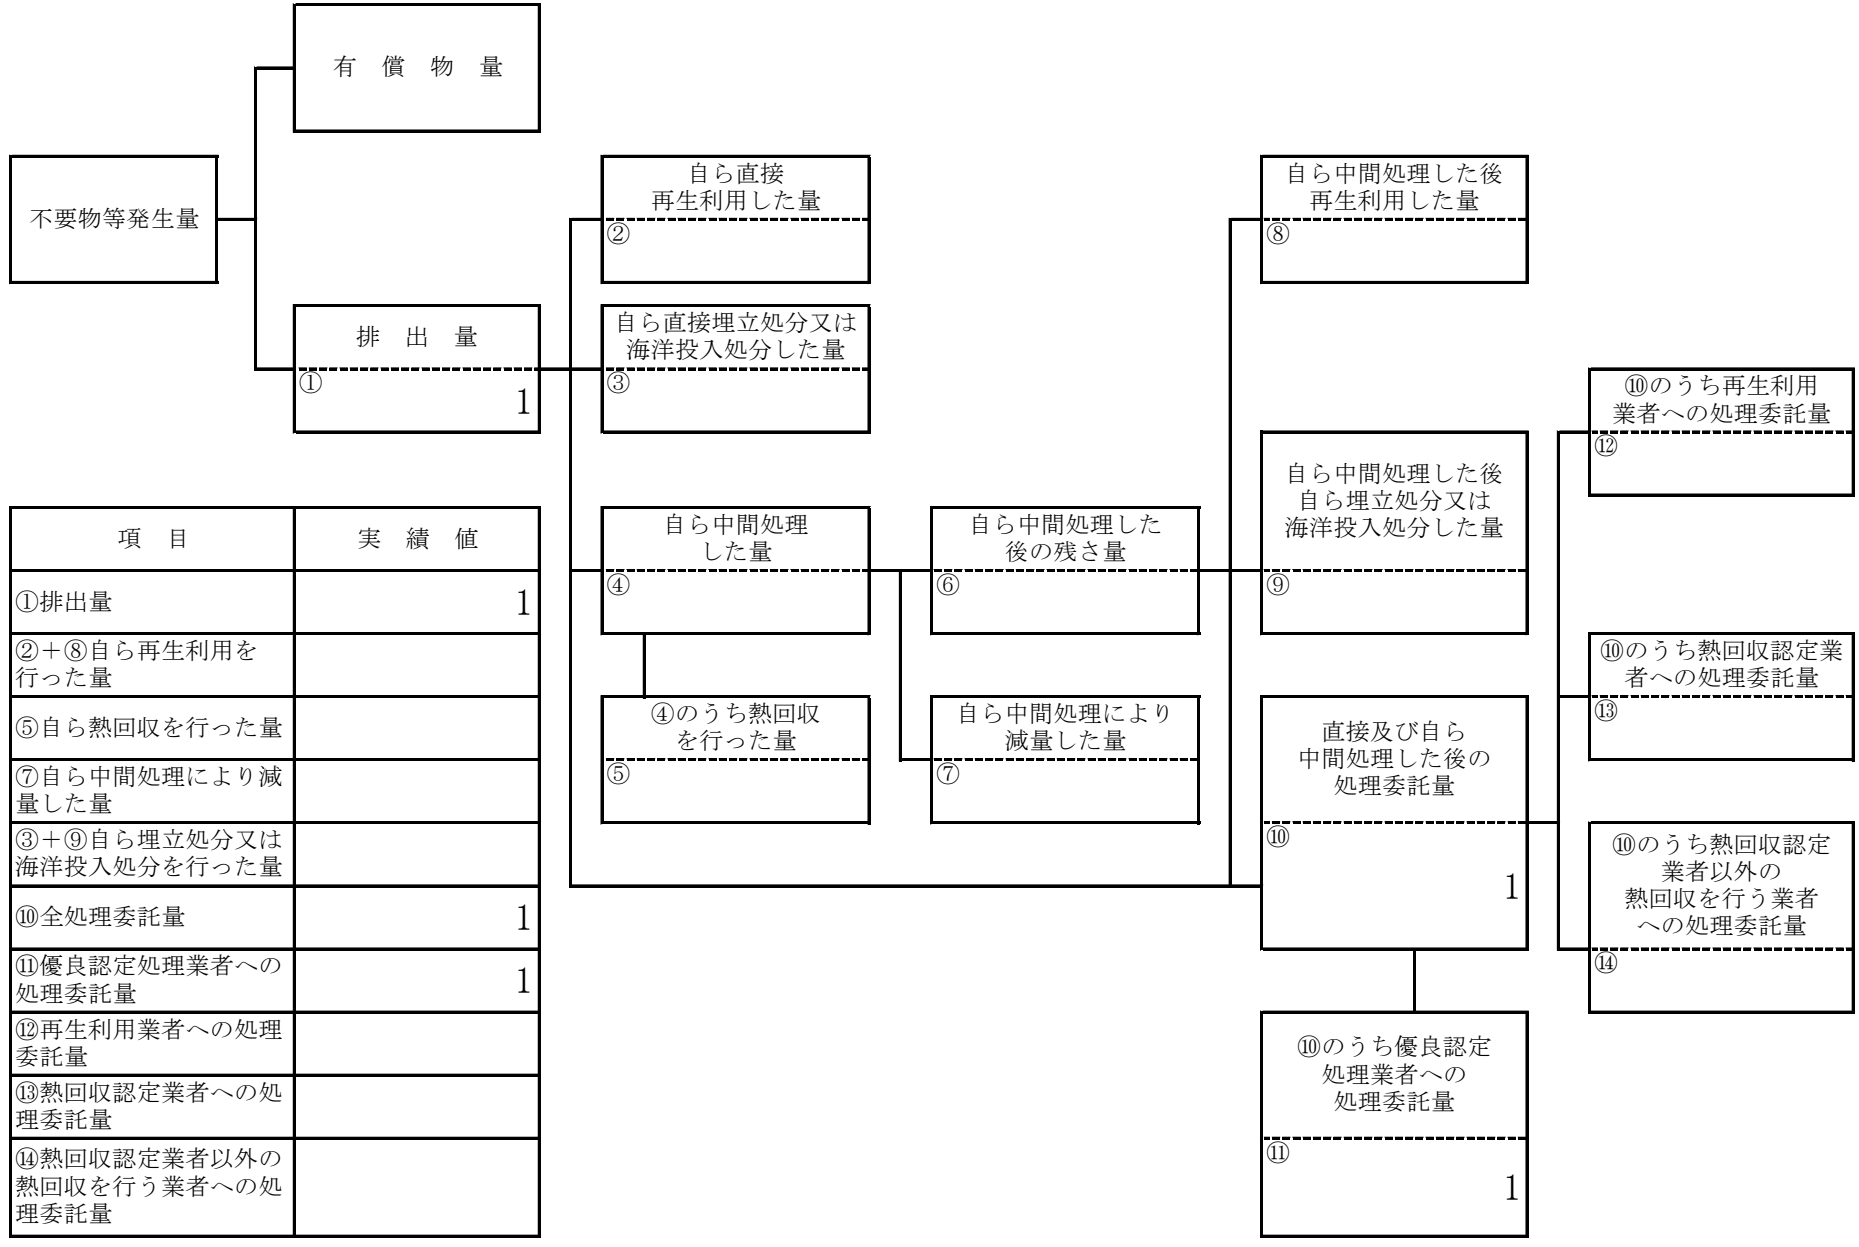 有 償 物 量
不要物等発生量
排 出 量
①
1
自ら直接
再生利用した量
②
自ら直接埋立処分又は
海洋投入処分した量
③
自ら中間処理
した量
④
④のうち熱回収
を行った量
⑤
自ら中間処理した
後の残さ量
⑥
自ら中間処理により
減量した量
⑦
自ら中間処理した後
再生利用した量
⑧
自ら中間処理した後
自ら埋立処分又は
海洋投入処分した量
⑨
直接及び自ら
中間処理した後の
処理委託量
⑩
1
⑩のうち優良認定
処理業者への
処理委託量
⑪
1
⑩のうち再生利用
業者への処理委託量
⑫
⑩のうち熱回収認定業
者への処理委託量
⑬
⑩のうち熱回収認定
業者以外の
熱回収を行う業者
への処理委託量
⑭
項 目 実 績 値
①排出量 1
②＋⑧自ら再生利用を
行った量
⑤自ら熱回収を行った量
⑦自ら中間処理により減
量した量
③＋⑨自ら埋立処分又は
海洋投入処分を行った量
⑩全処理委託量 1
⑪優良認定処理業者への
処理委託量 1
⑫再生利用業者への処理
委託量
⑬熱回収認定業者への処
理委託量
⑭熱回収認定業者以外の
熱回収を行う業者への処
理委託量